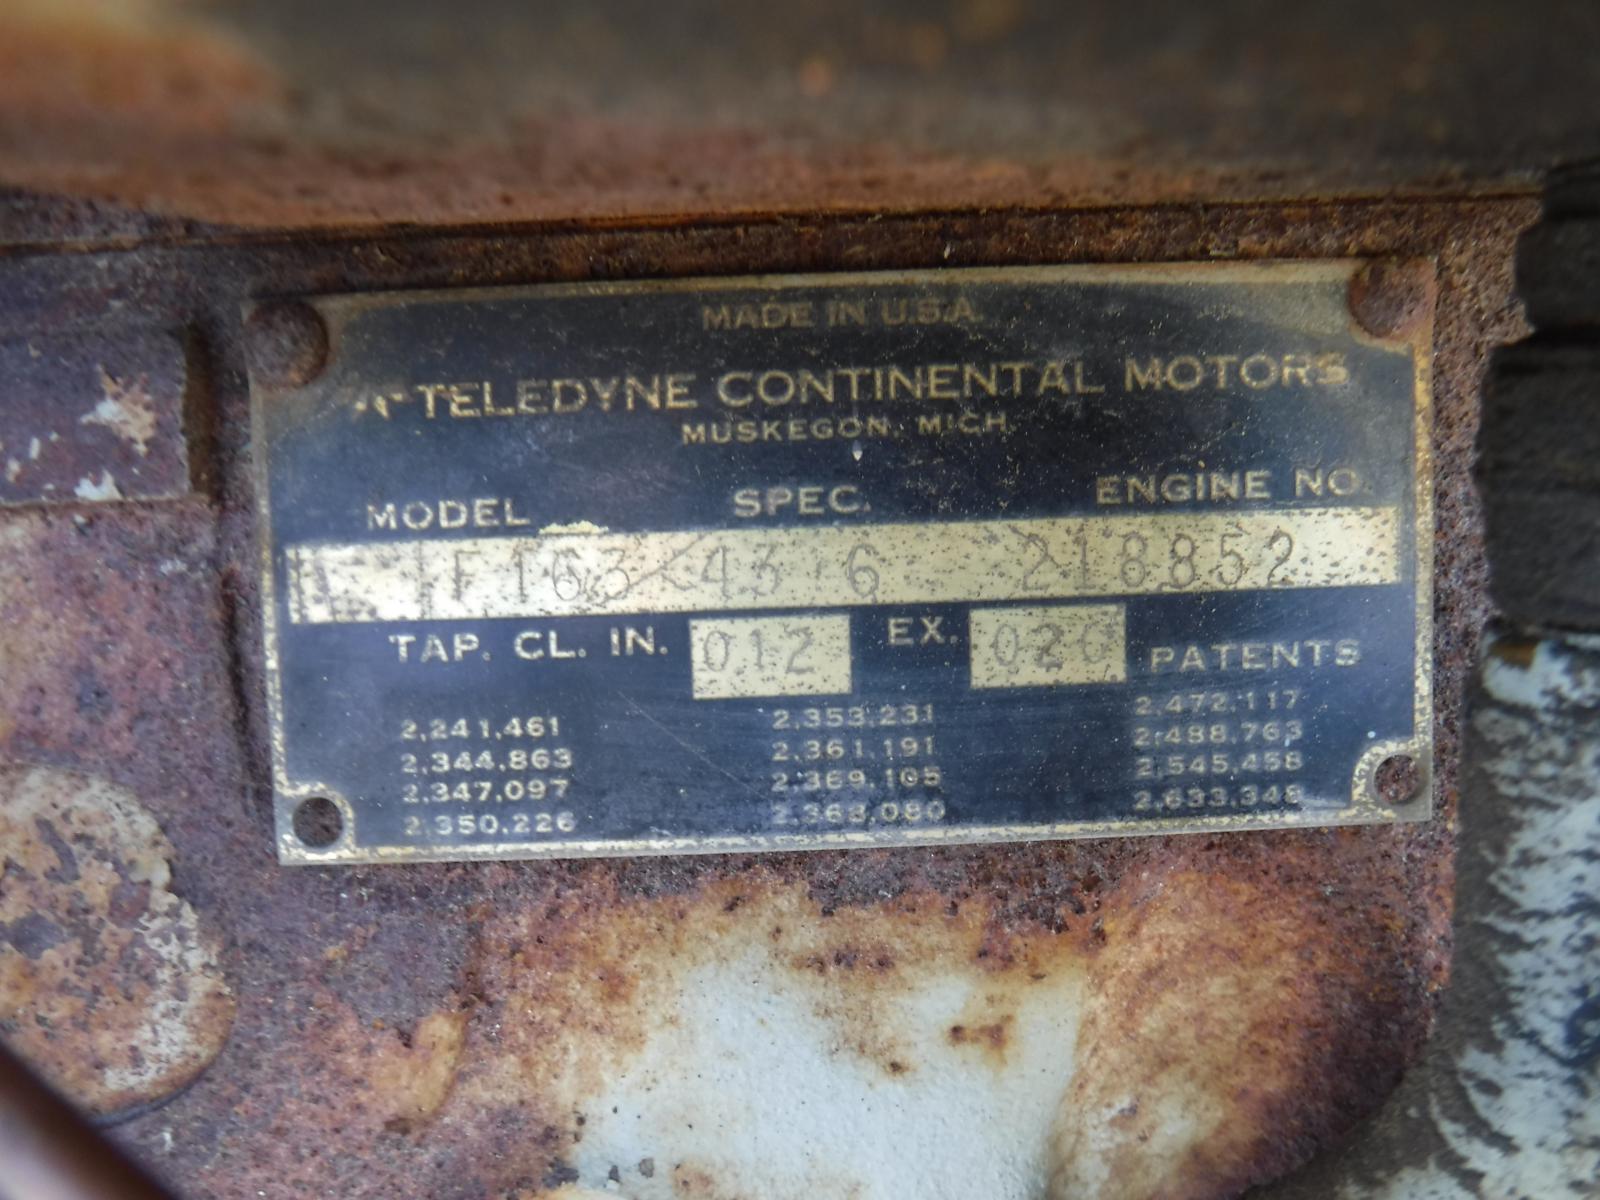 MADE IN U.S.A.
TELEDYNE CONTINENTAL MOTORS
MUSKEGON, MICH.
MODEL SPEC. ENGINE NO.
F163 4316 218852
TAP. CL. IN. 012 EX. 020 PATENTS
2,241,461 2,353,231 2,472,117
2,344,863 2,361,191 2,488,763
2,347,097 2,369,105 2,545,458
2,350,226 2,368,080 2,633,348